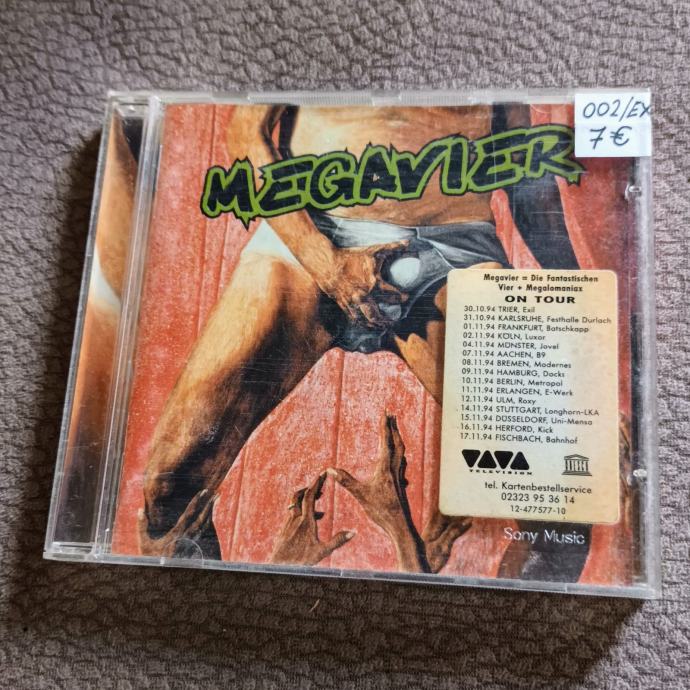 002/EX
7€
MEGAVIER
Megavier = Die Fantastischen
Vier + Megalomaniax
ON TOUR
30.10.94 TRIER, Exil
31.10.94 KARLSRUHE, Festhalle Durlach
01.11.94 FRANKFURT, Batschkapp
02.11.94 KÖLN, Luxor
04.11.94 MÜNSTER, Jovel
07.11.94 AACHEN, B9
08.11.94 BREMEN, Modernes
09.11.94 HAMBURG, Docks
10.11.94 BERLIN, Metropol
11.11.94 ERLANGEN, E-Werk
12.11.94 ULM, Roxy
14.11.94 STUTTGART, Longhorn-LKA
15.11.94 DÜSSELDORF, Uni-Mensa
16.11.94 HERFORD, Kick
17.11.94 FISCHBACH, Bahnhof
VIVA
TELEVISION
tel. Kartenbestellservice
02323 95 36 14
12-477577-10
Sony Music